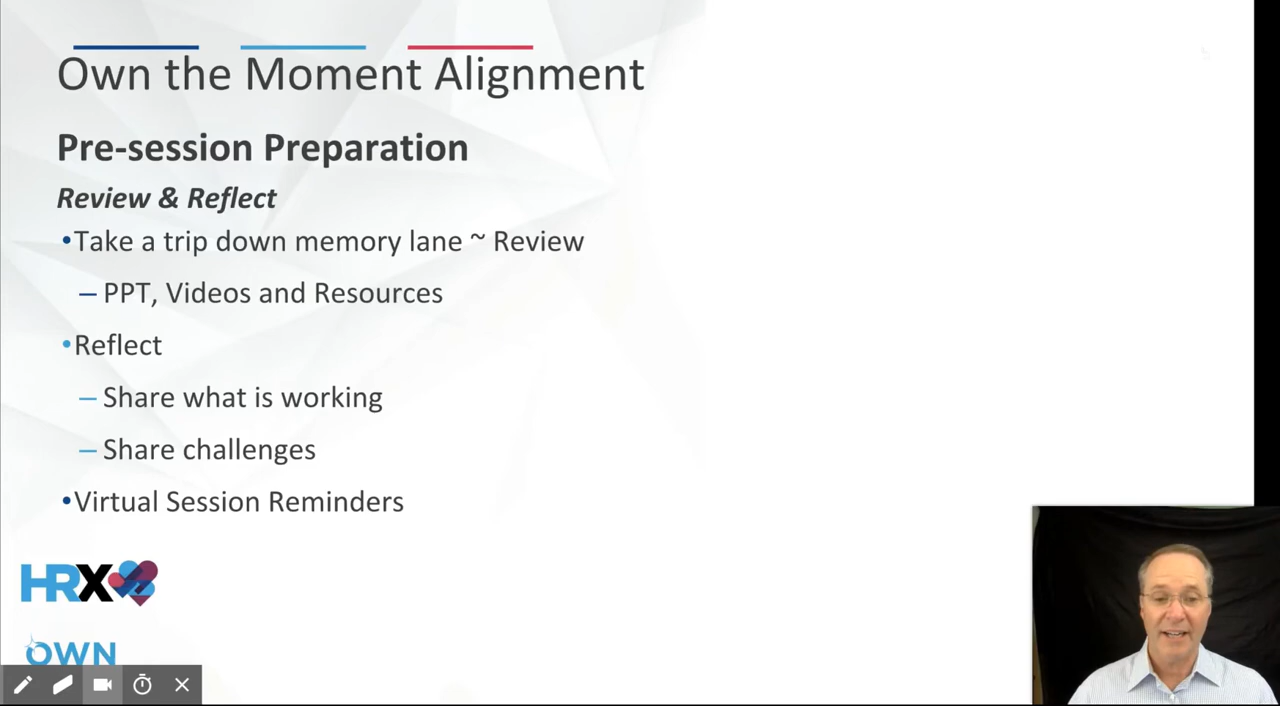 Own the Moment Alignment
Pre-session Preparation
Review & Reflect
•Take a trip down memory lane ~ Review
– PPT, Videos and Resources
•Reflect
– Share what is working
– Share challenges
•Virtual Session Reminders
HRX
OWN